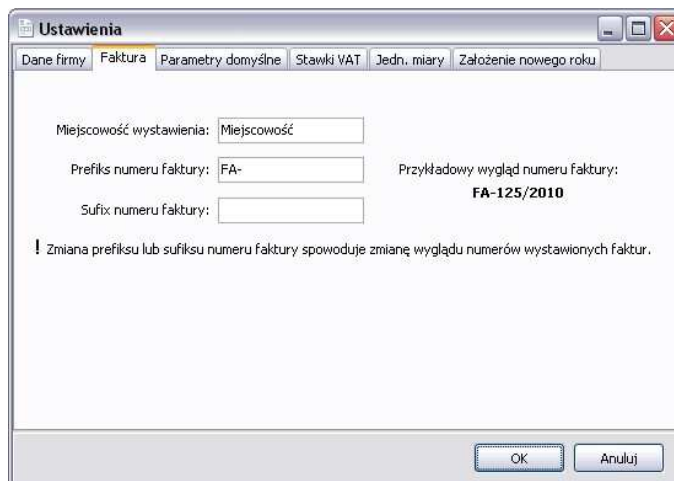 Ustawienia
Dane firmy Faktura Parametry domyślne Stawki VAT Jedn. miary Założenie nowego roku
Miejscowość wystawienia: Miejscowość
Prefiks numeru faktury: FA- Przykładowy wygląd numeru faktury:
FA-125/2010
Sufix numeru faktury:
! Zmiana prefiksu lub sufiksu numeru faktury spowoduje zmianę wyglądu numerów wystawionych faktur.
OK Anuluj